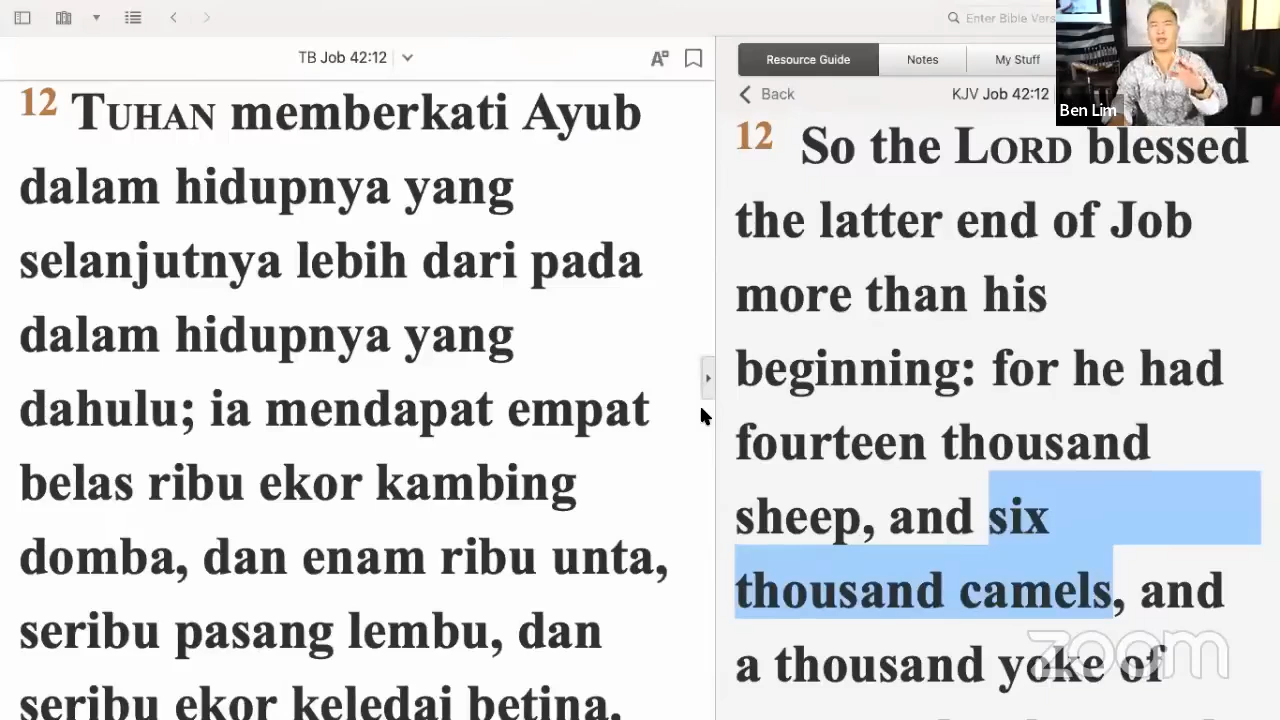 Enter Bible Vers
TB Job 42:12
12 TUHAN memberkati Ayub
dalam hidupnya yang
selanjutnya lebih dari pada
dalam hidupnya yang
dahulu; ia mendapat empat
belas ribu ekor kambing
domba, dan enam ribu unta,
seribu pasang lembu, dan
seribu ekor keledai betina.
Resource Guide
Notes
My Stuff
Back
KJV Job 42:12
12 So the LORD blessed
the latter end of Job
more than his
beginning: for he had
fourteen thousand
sheep, and six
thousand camels, and
a thousand yoke of
Ben Lim
zoom